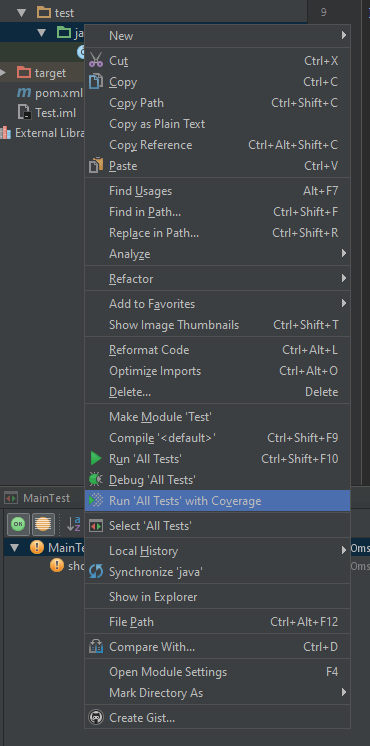 test
9
ja
New
Cut Ctrl+X
Copy Ctrl+C
target
Copy Path Ctrl+Shift+C
pom.xml
Copy as Plain Text
Test.iml
External Libra
Copy Reference Ctrl+Alt+Shift+C
Paste Ctrl+V
Find Usages Alt+F7
Find in Path... Ctrl+Shift+F
Replace in Path... Ctrl+Shift+R
Analyze
Refactor
Add to Favorites
Show Image Thumbnails Ctrl+Shift+T
Reformat Code Ctrl+Alt+L
Optimize Imports Ctrl+Alt+O
Delete... Delete
Make Module 'Test'
Compile '<default>' Ctrl+Shift+F9
Run 'All Tests' Ctrl+Shift+F10
Debug 'All Tests'
MainTest
Run 'All Tests' with Coverage
OK
Select 'All Tests'
MainTe
Local History
0ms
sho
Synchronize 'java'
0ms
Show in Explorer
File Path Ctrl+Alt+F12
Compare With... Ctrl+D
Open Module Settings F4
Mark Directory As
Create Gist...